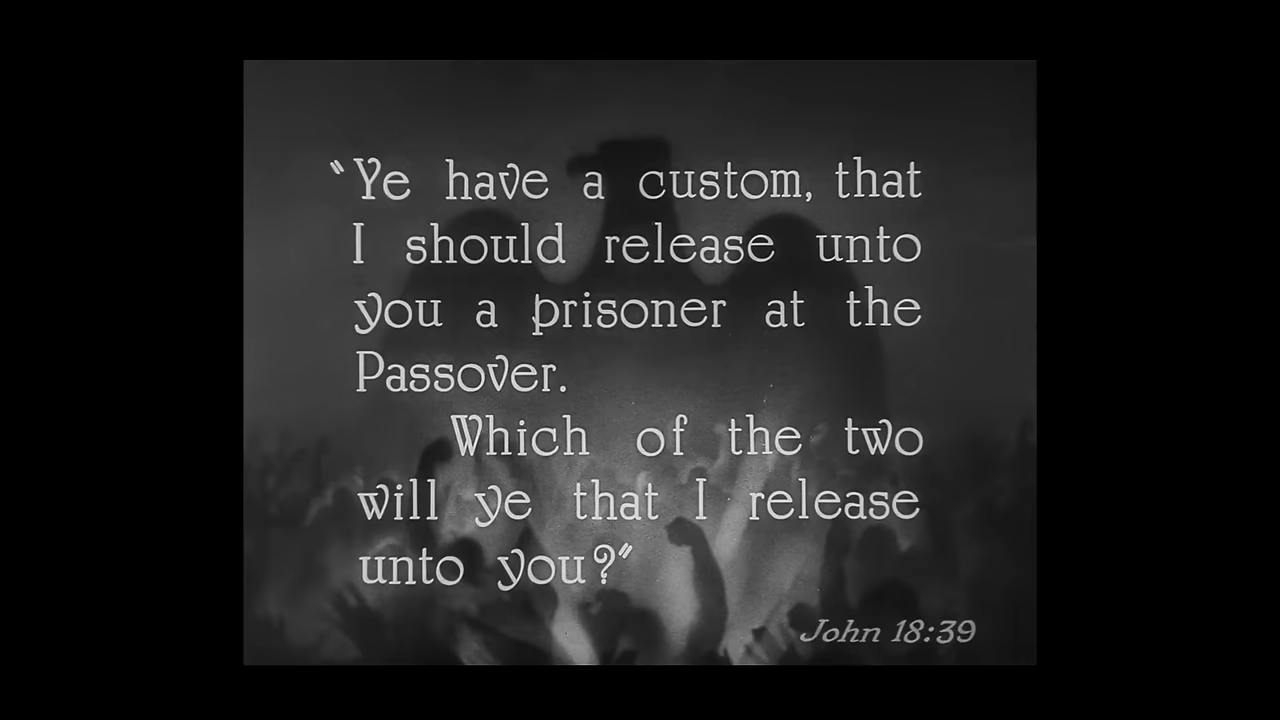 "Ye have a custom, that
I should release unto
you a prisoner at the
Passover.
Which of the two
will ye that I release
unto you?"
John 18:39